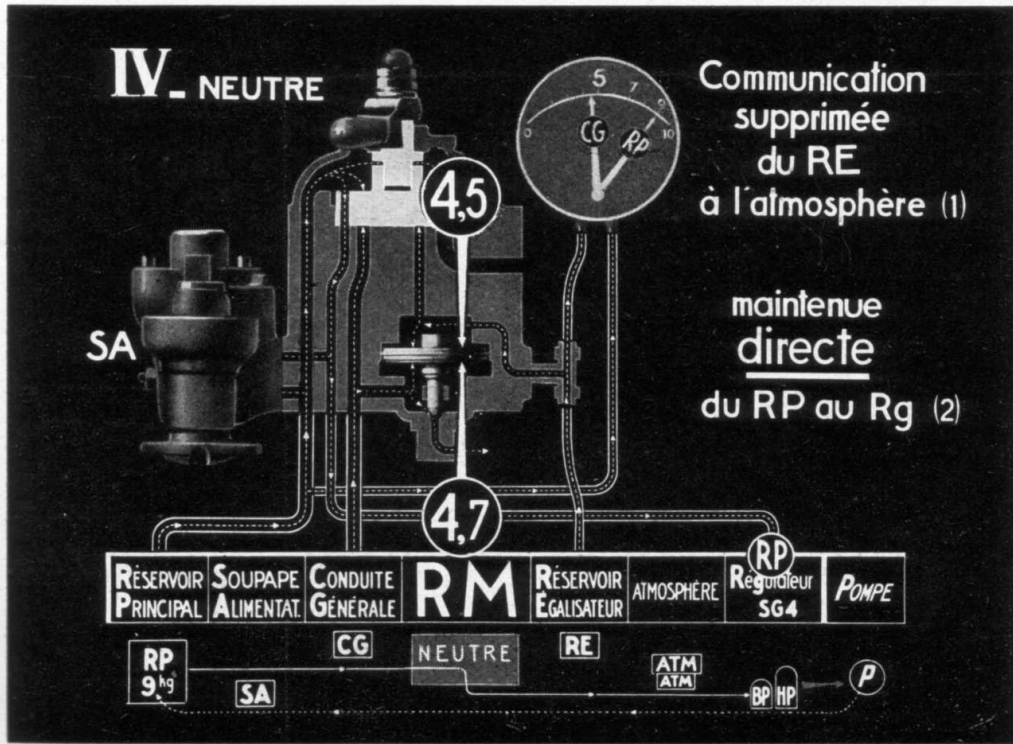 IV_ NEUTRE
5
7
9
0
10
CG
RP
Communication
supprimée
du RE
à l'atmosphère (1)
4,5
SA
maintenue
directe
du RP au Rg (2)
4,7
RP
RÉSERVOIR
PRINCIPAL
SOUPAPE
ALIMENTAT.
CONDUITE
GÉNÉRALE
RM
RÉSERVOIR
ÉGALISATEUR
ATMOSPHÈRE
Régulateur
SG4
POMPE
CG
NEUTRE
RE
RP
9kg
SA
ATM
ATM
BP
HP
P